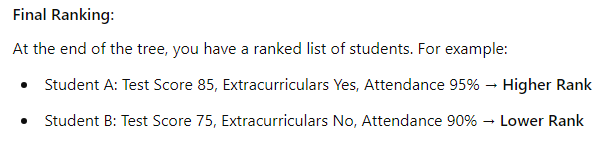 Final Ranking:
At the end of the tree, you have a ranked list of students. For example:
• Student A: Test Score 85, Extracurriculars Yes, Attendance 95% → Higher Rank
• Student B: Test Score 75, Extracurriculars No, Attendance 90% → Lower Rank